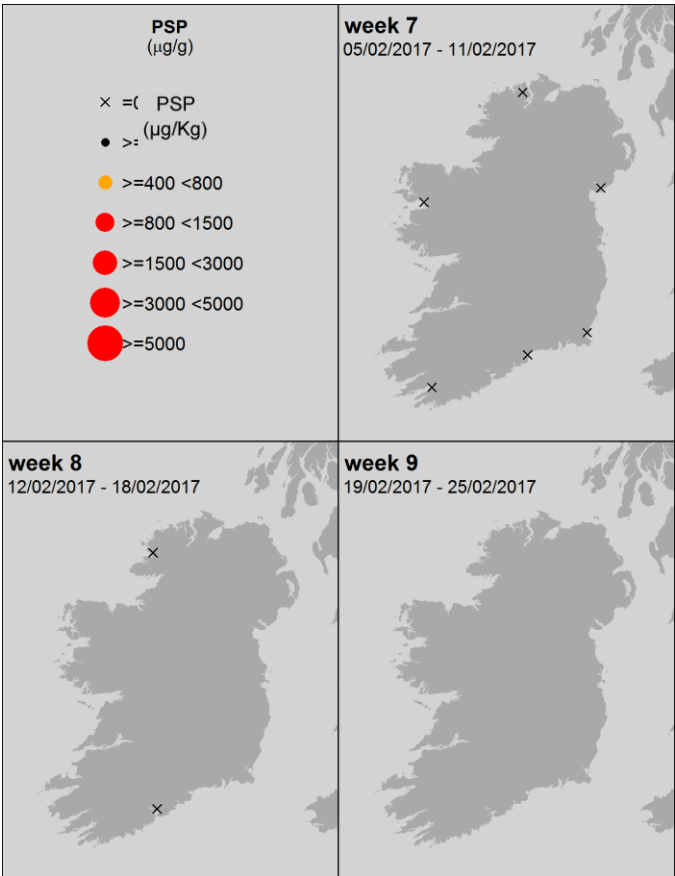 PSP
(μg/g)
PSP
(µg/Kg)
>=400 <800
>=800 <1500
>=1500 <3000
>=3000 <5000
>=5000
week 7
05/02/2017 - 11/02/2017
week 8
12/02/2017 - 18/02/2017
week 9
19/02/2017 - 25/02/2017